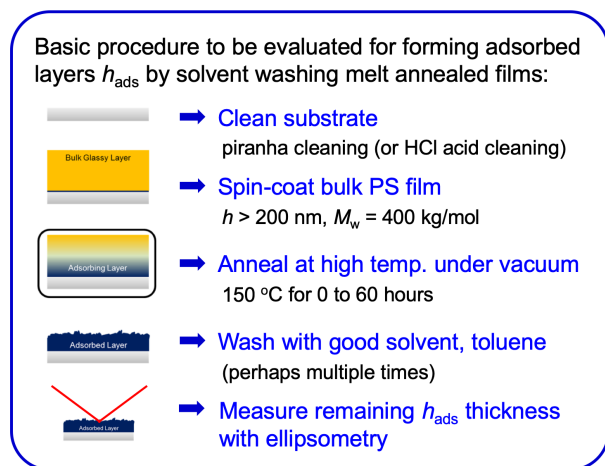 Basic procedure to be evaluated for forming adsorbed
layers hads by solvent washing melt annealed films:
Clean substrate
piranha cleaning (or HCl acid cleaning)
Bulk Glassy Layer
Spin-coat bulk PS film
h > 200 nm, Mw = 400 kg/mol
Adsorbing Layer
Anneal at high temp. under vacuum
150 °C for 0 to 60 hours
Adsorbed Layer
Wash with good solvent, toluene
(perhaps multiple times)
Adsorbed Layer
Measure remaining hads thickness
with ellipsometry